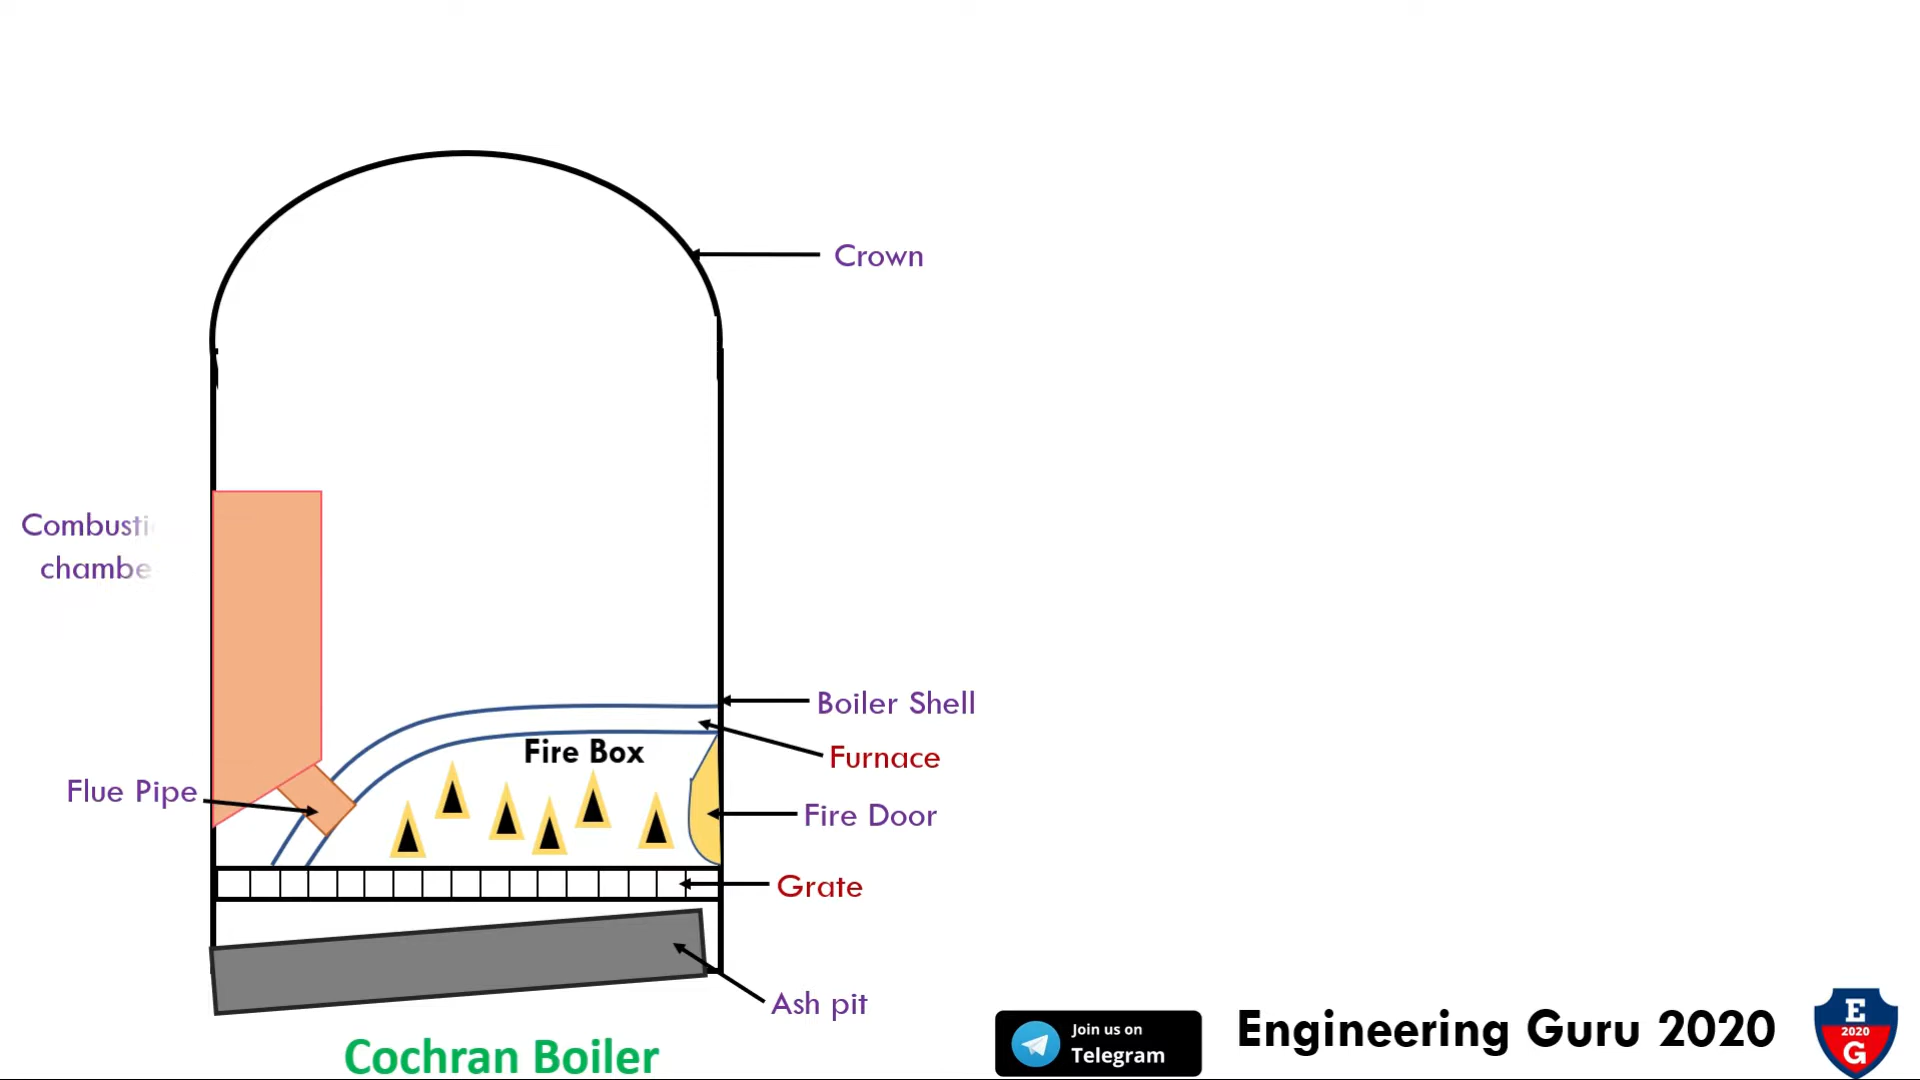 Crown
Combusti
chambe
Boiler Shell
Fire Box
Furnace
Flue Pipe
Fire Door
Grate
Ash pit
Cochran Boiler
Join us on
Telegram
Engineering Guru 2020
E
2020
G